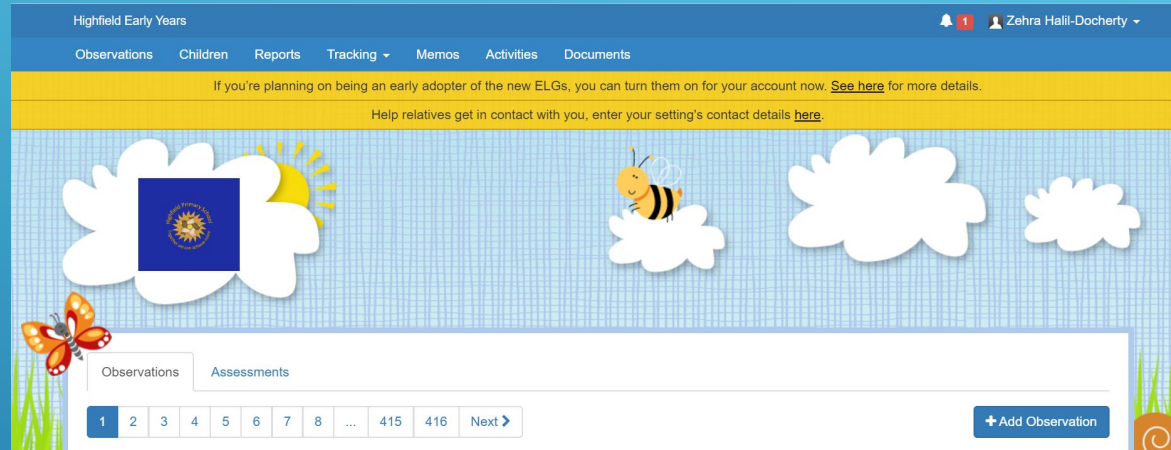 Highfield Early Years
1 Zehra Halil-Docherty
Observations Children Reports Tracking Memos Activities Documents
If you're planning on being an early adopter of the new ELGs, you can turn them on for your account now. See here for more details.
Help relatives get in contact with you, enter your setting's contact details here.
Highfield Primary School
Observations Assessments
1 2 3 4 5 6 7 8 ... 415 416 Next
+ Add Observation